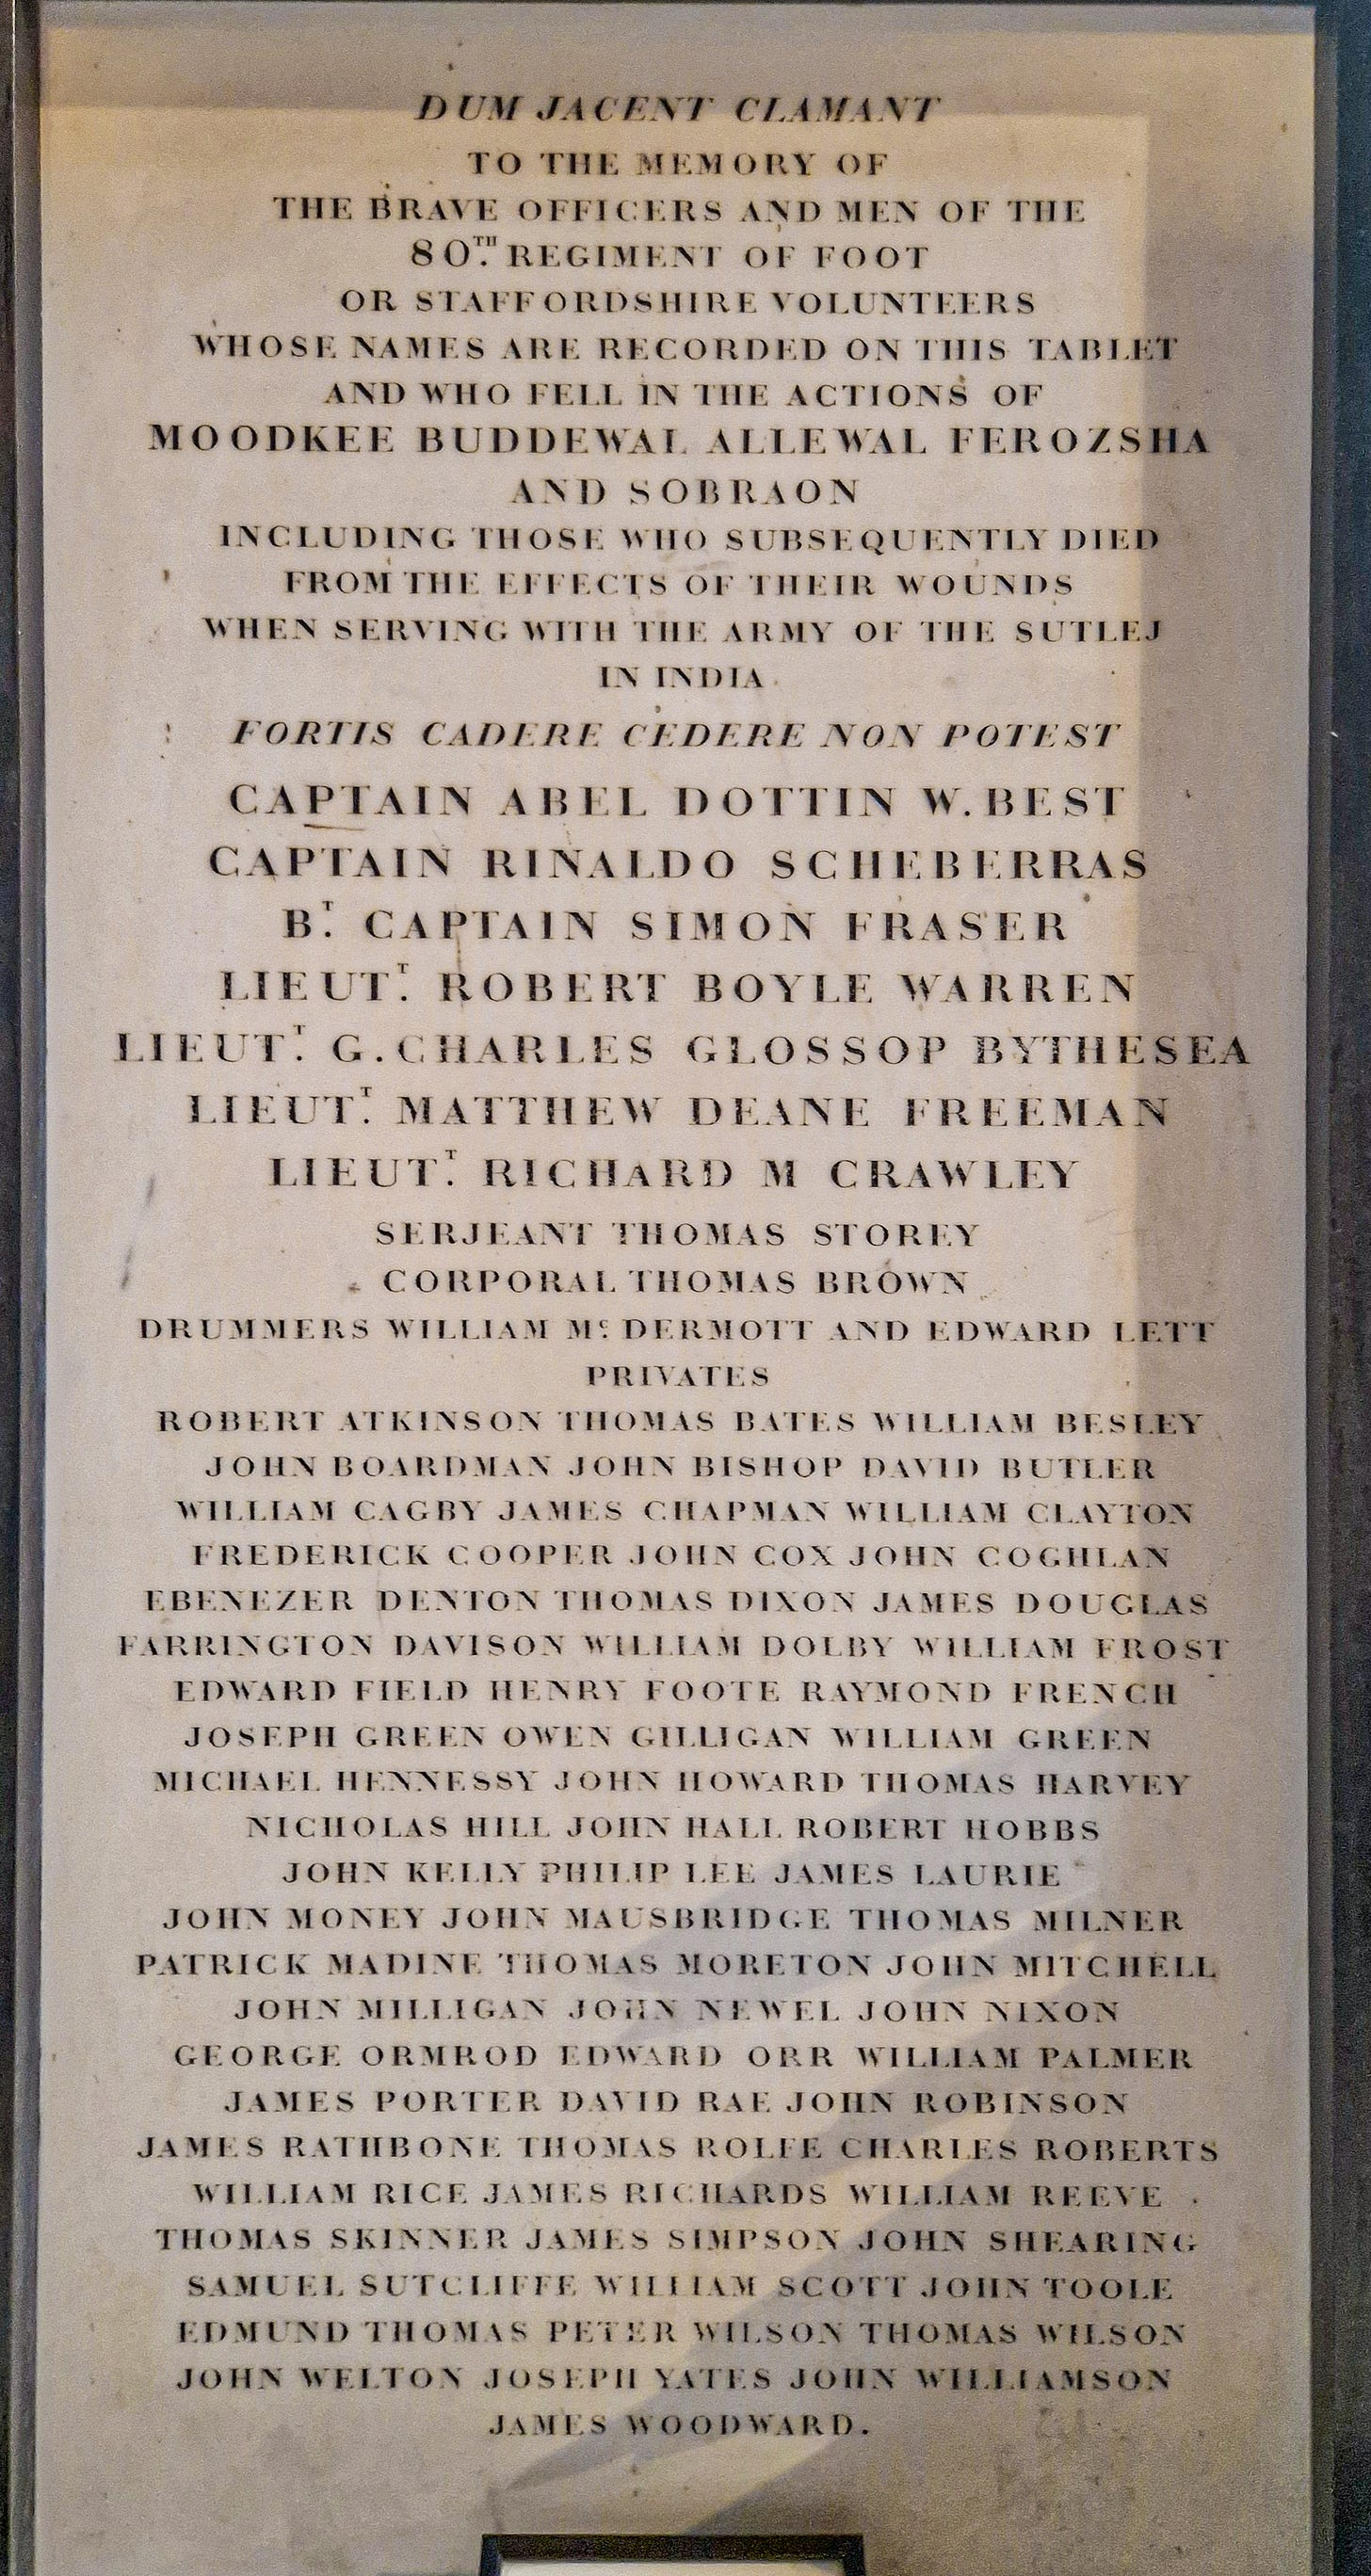 DUM JACENT CLAMANT
TO THE MEMORY OF
THE BRAVE OFFICERS AND MEN OF THE
80TH. REGIMENT OF FOOT
OR STAFFORDSHIRE VOLUNTEERS
WHOSE NAMES ARE RECORDED ON THIS TABLET
AND WHO FELL IN THE ACTIONS OF
MOODKEE BUDDEWAL ALLEWAL FEROZSHA
AND SOBRAON
INCLUDING THOSE WHO SUBSEQUENTLY DIED
FROM THE EFFECTS OF THEIR WOUNDS
WHEN SERVING WITH THE ARMY OF THE SUTLEJ
IN INDIA
FORTIS CADERE CEDERE NON POTEST
CAPTAIN ABEL DOTTIN W. BEST
CAPTAIN RINALDO SCHEBERRAS
BT. CAPTAIN SIMON FRASER
LIEUTT. ROBERT BOYLE WARREN
LIEUTT. G. CHARLES GLOSSOP BYTHESEA
LIEUTT. MATTHEW DEANE FREEMAN
LIEUTT. RICHARD M CRAWLEY
SERJEANT THOMAS STOREY
CORPORAL THOMAS BROWN
DRUMMERS WILLIAM Mc DERMOTT AND EDWARD LETT
PRIVATES
ROBERT ATKINSON THOMAS BATES WILLIAM BESLEY
JOHN BOARDMAN JOHN BISHOP DAVID BUTLER
WILLIAM CAGBY JAMES CHAPMAN WILLIAM CLAYTON
FREDERICK COOPER JOHN COX JOHN COGHLAN
EBENEZER DENTON THOMAS DIXON JAMES DOUGLAS
FARRINGTON DAVISON WILLIAM DOLBY WILLIAM FROST
EDWARD FIELD HENRY FOOTE RAYMOND FRENCH
JOSEPH GREEN OWEN GILLIGAN WILLIAM GREEN
MICHAEL HENNESSY JOHN HOWARD THOMAS HARVEY
NICHOLAS HILL JOHN HALL ROBERT HOBBS
JOHN KELLY PHILIP LEE JAMES LAURIE
JOHN MONEY JOHN MAUSBRIDGE THOMAS MILNER
PATRICK MADINE THOMAS MORETON JOHN MITCHELL
JOHN MILLIGAN JOHN NEWEL JOHN NIXON
GEORGE ORMROD EDWARD ORR WILLIAM PALMER
JAMES PORTER DAVID RAE JOHN ROBINSON
JAMES RATHBONE THOMAS ROLFE CHARLES ROBERTS
WILLIAM RICE JAMES RICHARDS WILLIAM REEVE
THOMAS SKINNER JAMES SIMPSON JOHN SHEARING
SAMUEL SUTCLIFFE WILLIAM SCOTT JOHN TOOLE
EDMUND THOMAS PETER WILSON THOMAS WILSON
JOHN WELTON JOSEPH YATES JOHN WILLIAMSON
JAMES WOODWARD.